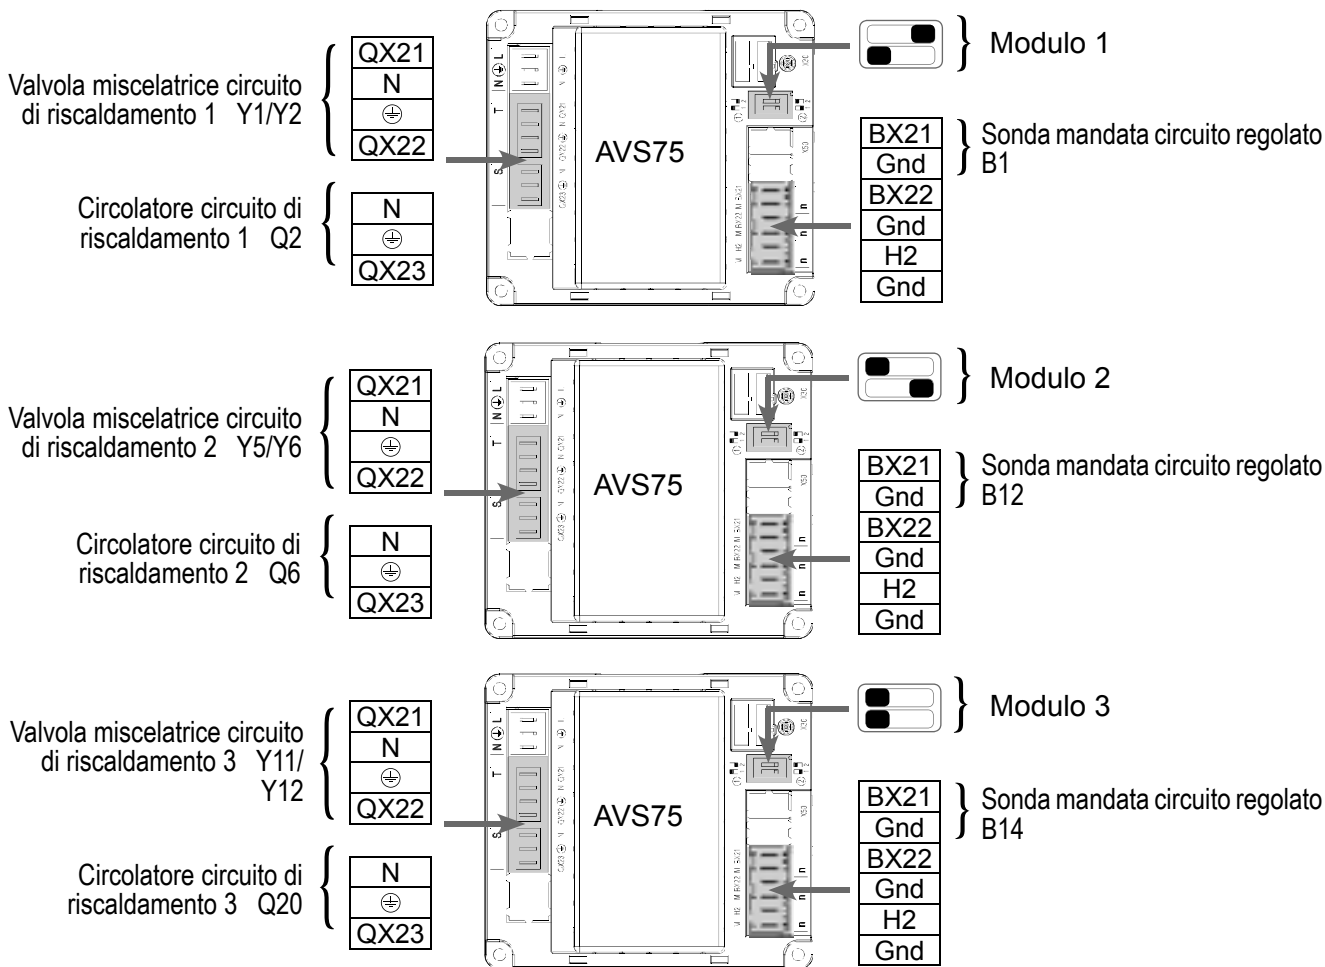 QX21
N
QX22
Valvola miscelatrice circuito
di riscaldamento 1 Y1/Y2
Circolatore circuito di
riscaldamento 1 Q2
N
QX23
AVS75
Modulo 1
BX21
Gnd
BX22
Gnd
H2
Gnd
Sonda mandata circuito regolato
B1
QX21
N
QX22
Valvola miscelatrice circuito
di riscaldamento 2 Y5/Y6
Circolatore circuito di
riscaldamento 2 Q6
N
QX23
AVS75
Modulo 2
BX21
Gnd
BX22
Gnd
H2
Gnd
Sonda mandata circuito regolato
B12
QX21
N
QX22
Valvola miscelatrice circuito
di riscaldamento 3 Y11/
Y12
Circolatore circuito di
riscaldamento 3 Q20
N
QX23
AVS75
Modulo 3
BX21
Gnd
BX22
Gnd
H2
Gnd
Sonda mandata circuito regolato
B14